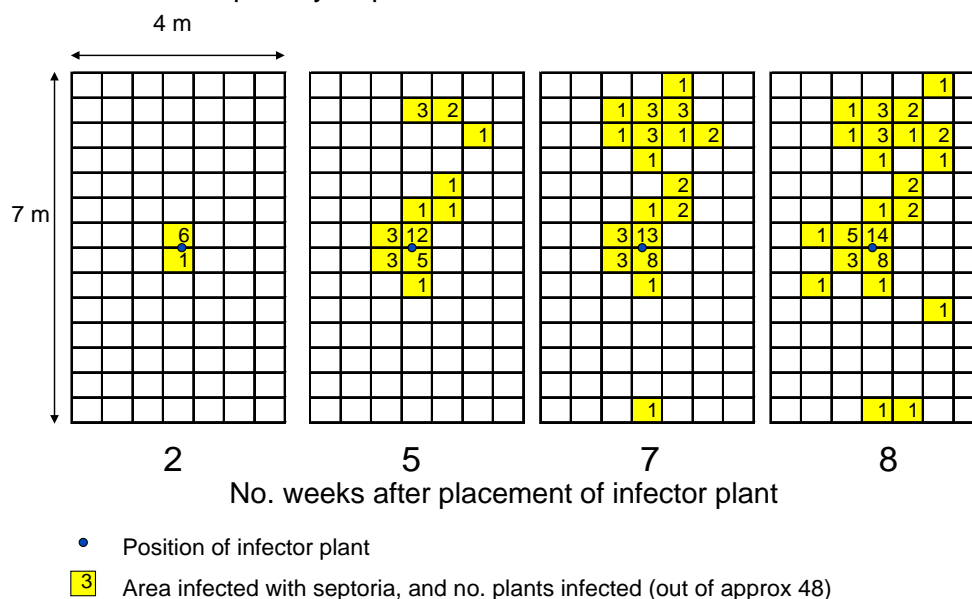 4 m
1 1
3 2 1 3 3 1 3 2
1 1 3 1 2 1 3 1 2
1 1 1
1 2 2
7 m
1 1 1 2 1 2
6 3 12 3 13 1 5 14
1 3 5 3 8 3 8
1 1 1 1
1
1 1 1
2 5 7 8
No. weeks after placement of infector plant
Position of infector plant
3 Area infected with septoria, and no. plants infected (out of approx 48)